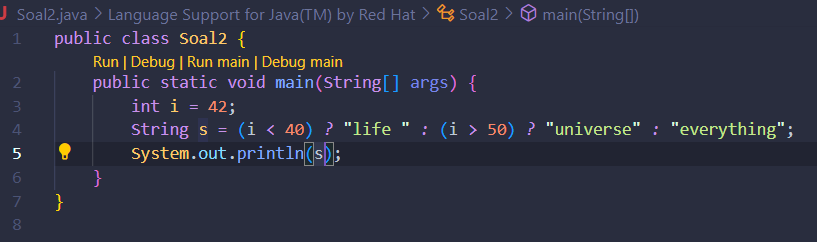 Soal2.java > Language Support for Java(TM) by Red Hat > Soal2 > main(String[])
1 public class Soal2 {
Run | Debug | Run main | Debug main
2 public static void main(String[] args) {
3 int i = 42;
4 String s = (i < 40) ? "life " : (i > 50) ? "universe" : "everything";
5 System.out.println(s);
6 }
7 }
8